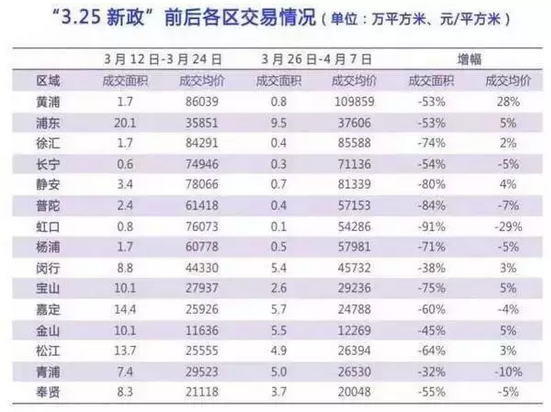 “3.25 新政”前后各区交易情况（单位：万平方米、元/平方米）
3 月 12 日-3 月 24 日 3 月 26 日-4 月 7 日 增幅
区域 成交面积 成交均价 成交面积 成交均价 成交面积 成交均价
黄浦 1.7 86039 0.8 109859 -53% 28%
浦东 20.1 35851 9.5 37606 -53% 5%
徐汇 1.7 84291 0.4 85588 -74% 2%
长宁 0.6 74946 0.3 71136 -54% -5%
静安 3.4 78066 0.7 81339 -80% 4%
普陀 2.4 61418 0.4 57153 -84% -7%
虹口 0.8 76073 0.1 54286 -91% -29%
杨浦 1.7 60778 0.5 57981 -71% -5%
闵行 8.8 44330 5.4 45732 -38% 3%
宝山 10.1 27937 2.6 29236 -75% 5%
嘉定 14.4 25926 5.7 24788 -60% -4%
金山 10.1 11636 5.5 12269 -45% 5%
松江 13.7 25555 4.9 26394 -64% 3%
青浦 7.4 29523 5.0 26530 -32% -10%
奉贤 8.3 21118 3.7 20048 -55% -5%